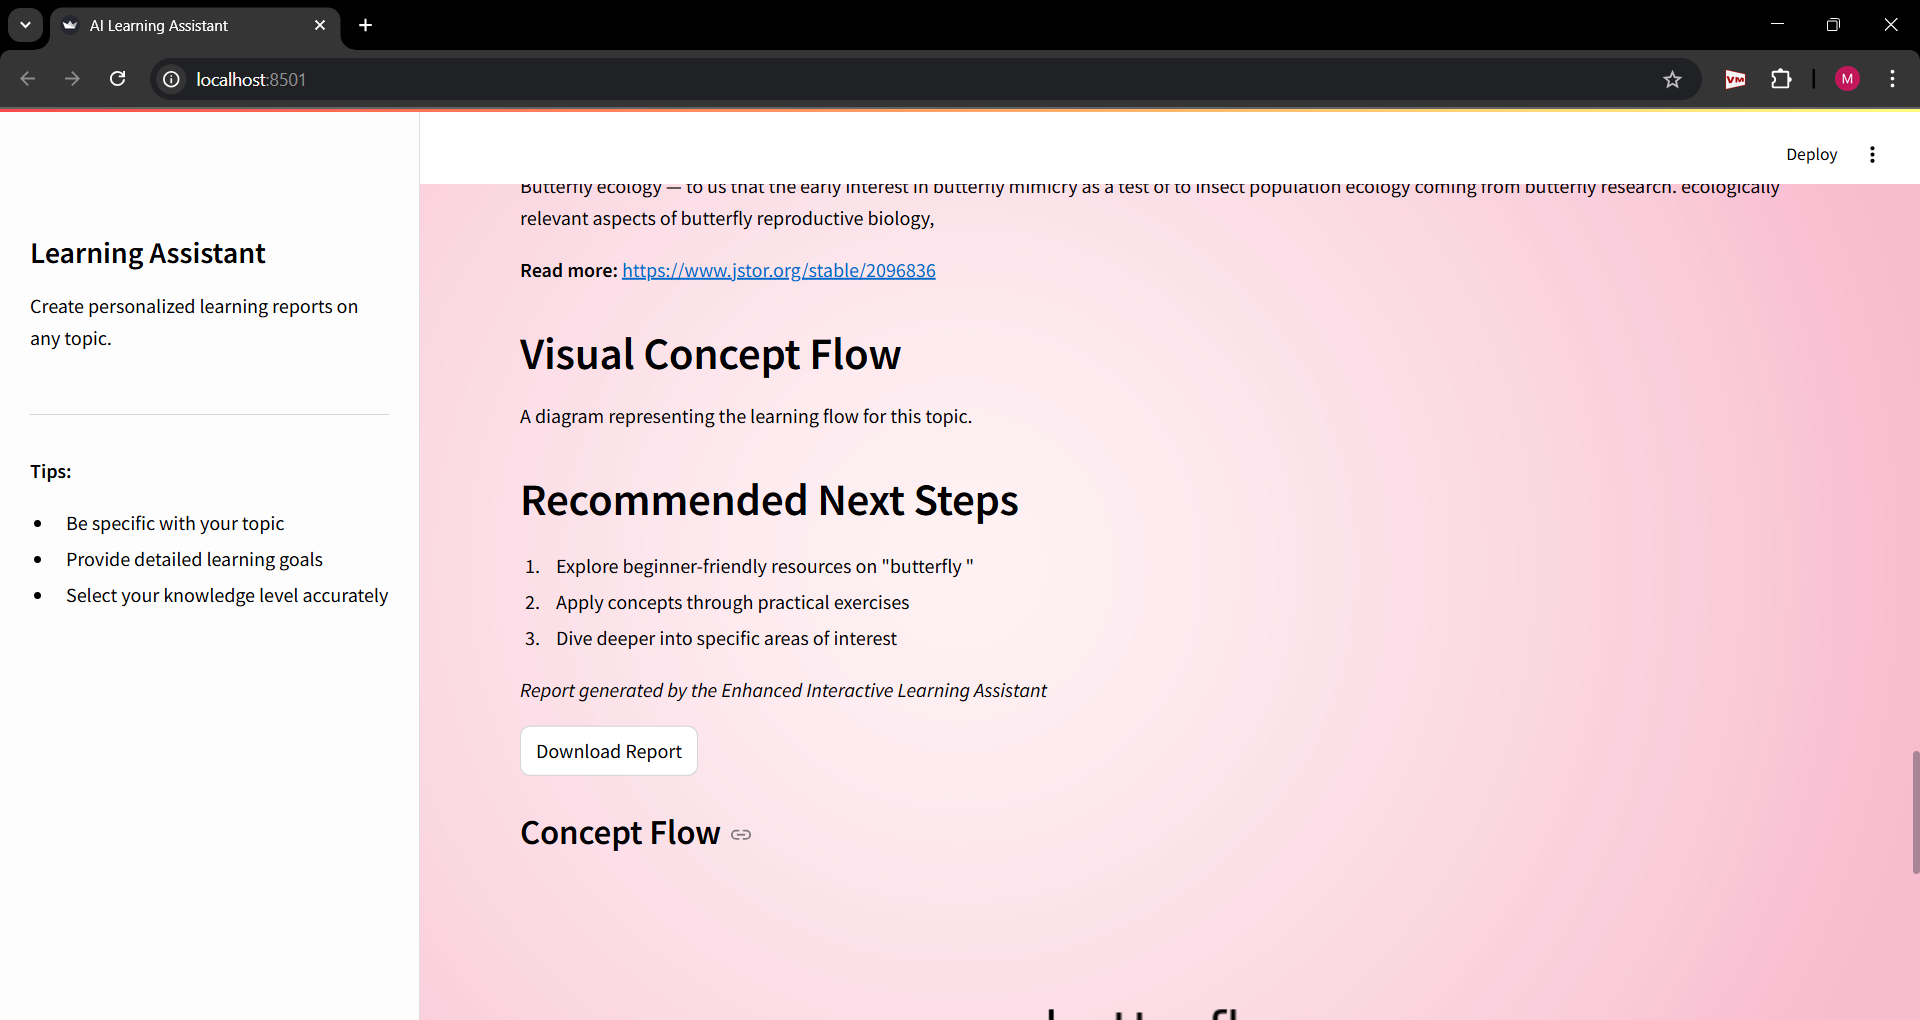 AI Learning Assistant
localhost:8501
M
Deploy
Learning Assistant
Create personalized learning reports on
any topic.
Tips:
Be specific with your topic
Provide detailed learning goals
Select your knowledge level accurately
Butterfly ecology — to us that the early interest in butterfly mimicry as a test of to insect population ecology coming from butterfly research. ecologically
relevant aspects of butterfly reproductive biology,
Read more: https://www.jstor.org/stable/2096836
Visual Concept Flow
A diagram representing the learning flow for this topic.
Recommended Next Steps
1. Explore beginner-friendly resources on "butterfly "
2. Apply concepts through practical exercises
3. Dive deeper into specific areas of interest
Report generated by the Enhanced Interactive Learning Assistant
Download Report
Concept Flow